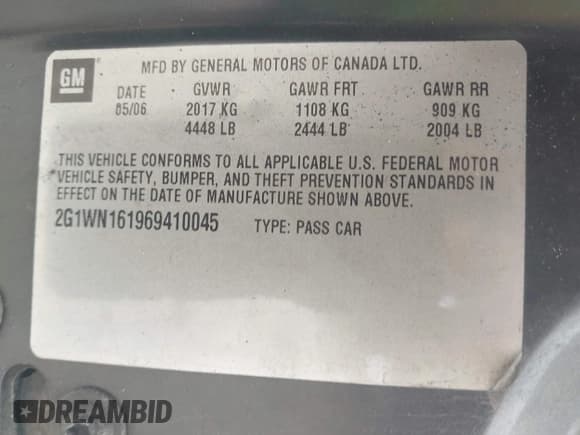 GM
MFD BY GENERAL MOTORS OF CANADA LTD.
DATE GVWR GAWR FRT GAWR RR
05/06 2017 KG 1108 KG 909 KG
4448 LB 2444 LB 2004 LB
THIS VEHICLE CONFORMS TO ALL APPLICABLE U.S. FEDERAL MOTOR
VEHICLE SAFETY, BUMPER, AND THEFT PREVENTION STANDARDS IN
EFFECT ON THE DATE OF MANUFACTURE SHOWN ABOVE.
2G1WN161969410045 TYPE: PASS CAR
DREAMBID